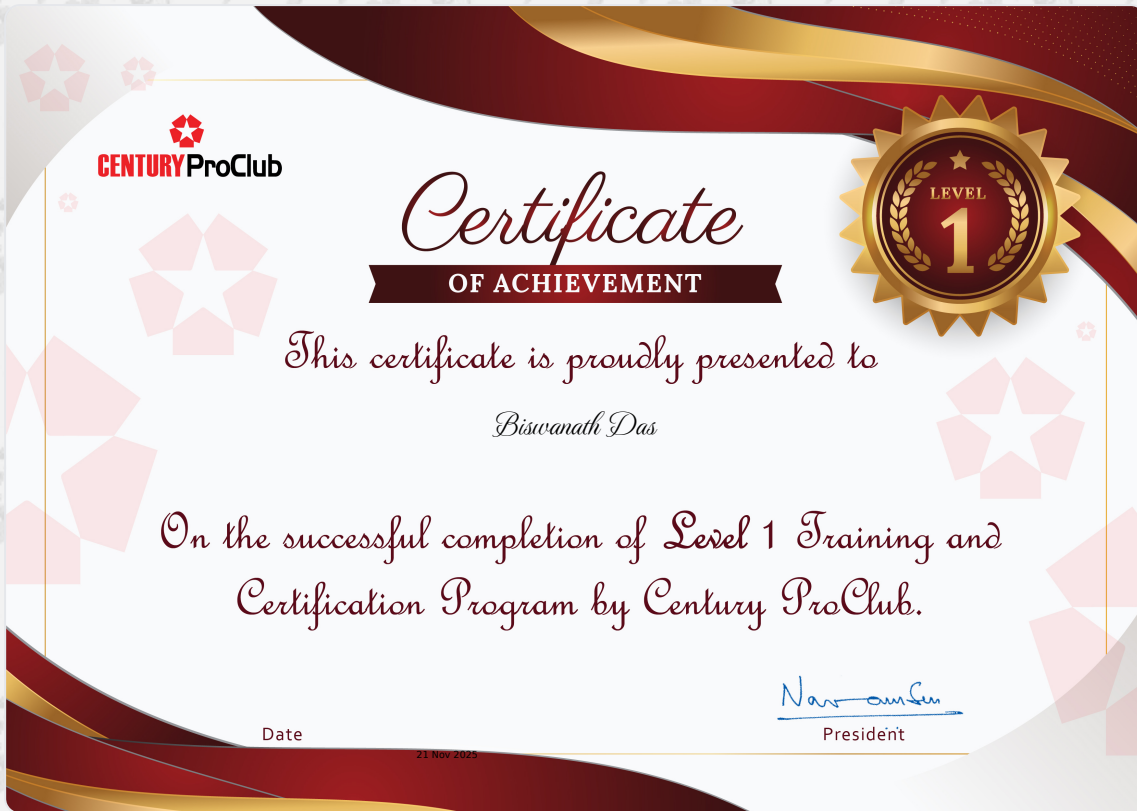 CENTURY ProClub
LEVEL
1
Certificate
OF ACHIEVEMENT
This certificate is proudly presented to
Biswanath Das
On the successful completion of Level 1 Training and
Certification Program by Century ProClub.
Date
21 Nov 2025
President